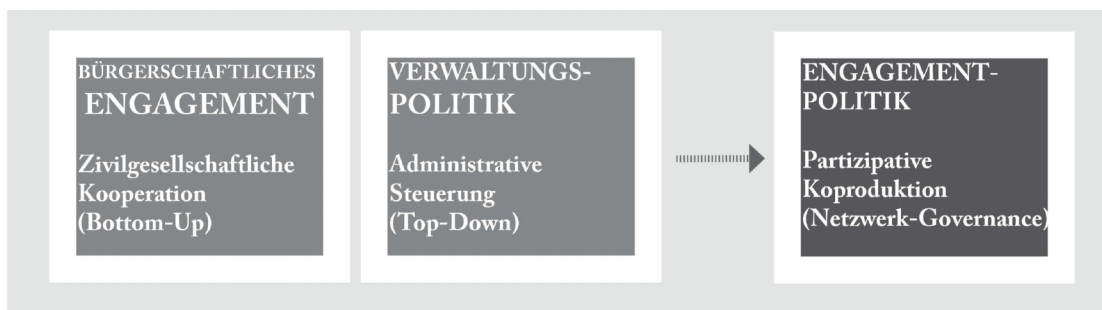 BÜRGERSCHAFTLICHES
ENGAGEMENT
Zivilgesellschaftliche
Kooperation
(Bottom-Up)
VERWALTUNGS-
POLITIK
Administrative
Steuerung
(Top-Down)
ENGAGEMENT-
POLITIK
Partizipative
Koproduktion
(Netzwerk-Governance)